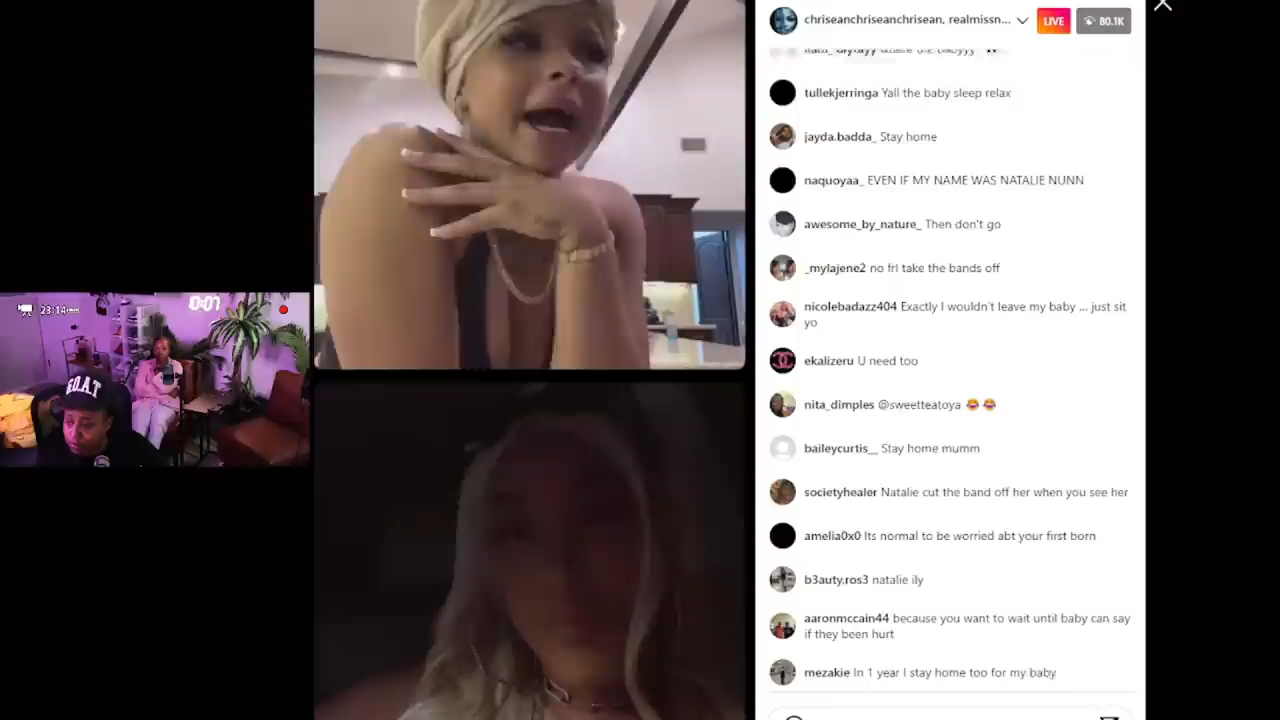 chriseanchriseanchrisean, realmissn...
LIVE
80.1K
tullekjerringa Yall the baby sleep relax
jayda.badda_ Stay home
naquoyaa_ EVEN IF MY NAME WAS NATALIE NUNN
awesome_by_nature_ Then don't go
_mylajene2 no frl take the bands off
nicolebadazz404 Exactly I wouldn't leave my baby ... just sit
yo
ekalizeru U need too
nita_dimples @sweetteatoya 😂😂
baileycurtis__ Stay home mumm
societyhealer Natalie cut the band off her when you see her
amelia0x0 Its normal to be worried abt your first born
b3auty.ros3 natalie ily
aaronmccain44 because you want to wait until baby can say
if they been hurt
mezakie In 1 year I stay home too for my baby
23:14
0:07
G.O.A.T